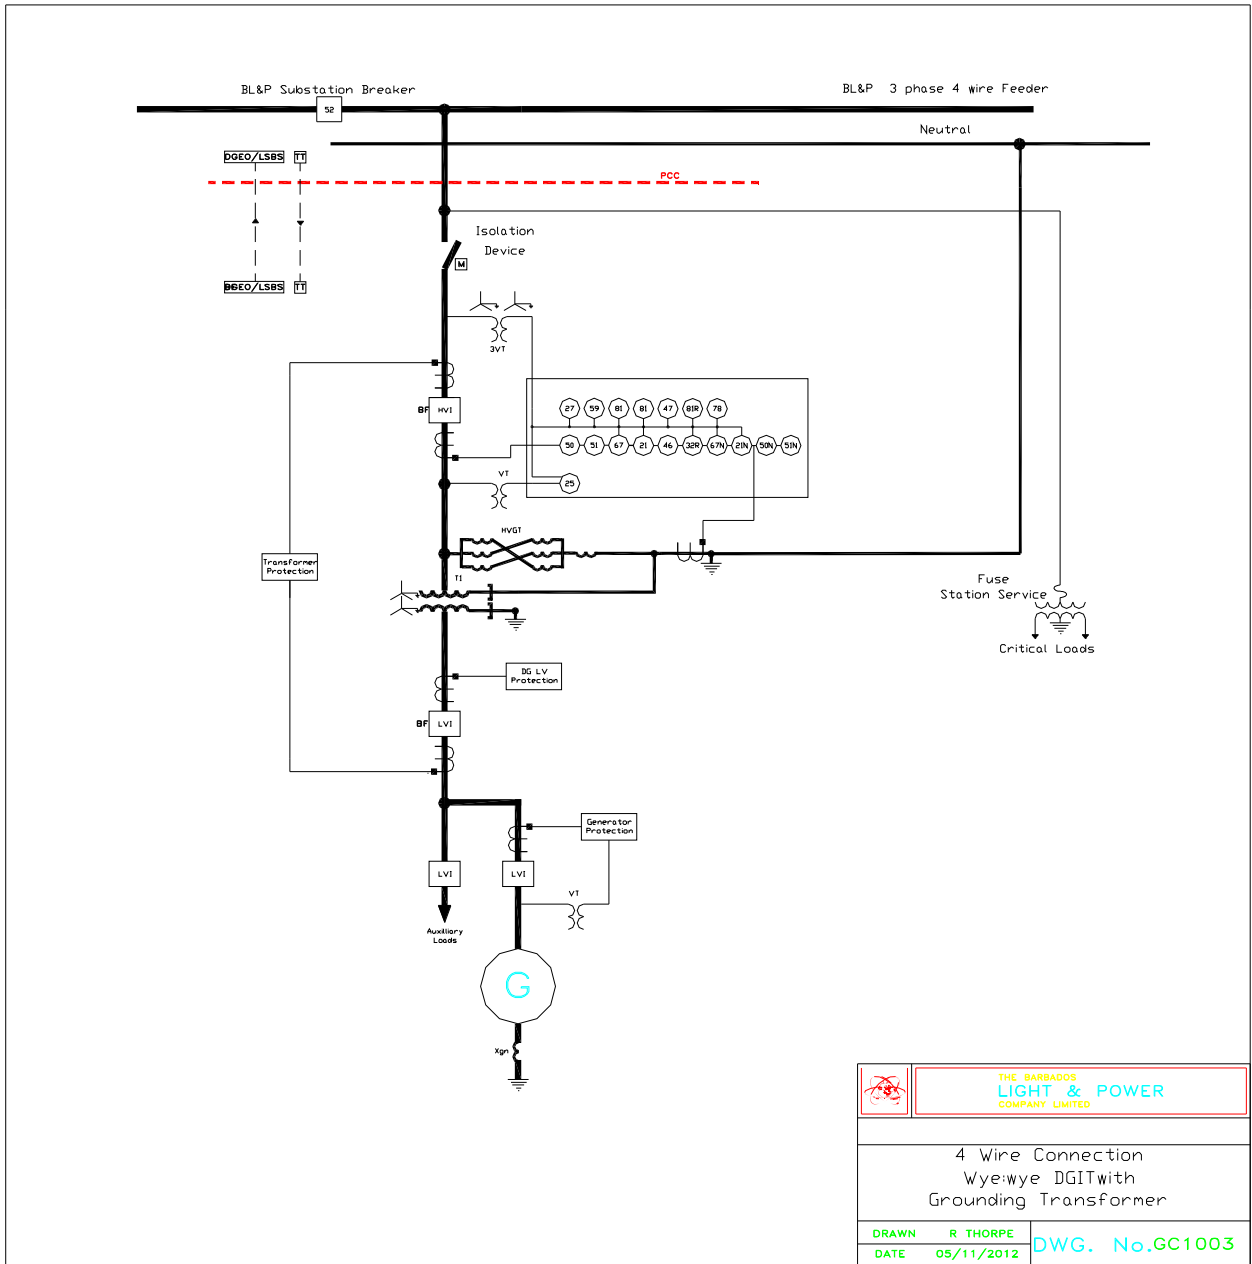 BL&P Substation Breaker
BL&P 3 phase 4 wire Feeder
52
Neutral
DGEO/LSBS TT
PCC
Isolation
Device
M
TT
3VT
BF HVI
27 59 81 81 47 81R 78
50 51 67 21 46 32R 67N 21N 50N 51N
VT
25
HVGT
Transformer
Protection
T1
Fuse
Station Service
Critical Loads
DG LV
Protection
BF LVI
Generator
Protection
LVI LVI
VT
Auxiliary
Loads
G
Xgn
THE BARBADOS
LIGHT & POWER
COMPANY LIMITED
4 Wire Connection
Wye:wye DGITwith
Grounding Transformer
DRAWN R THORPE
DATE 05/11/2012
DWG. No.GC1003